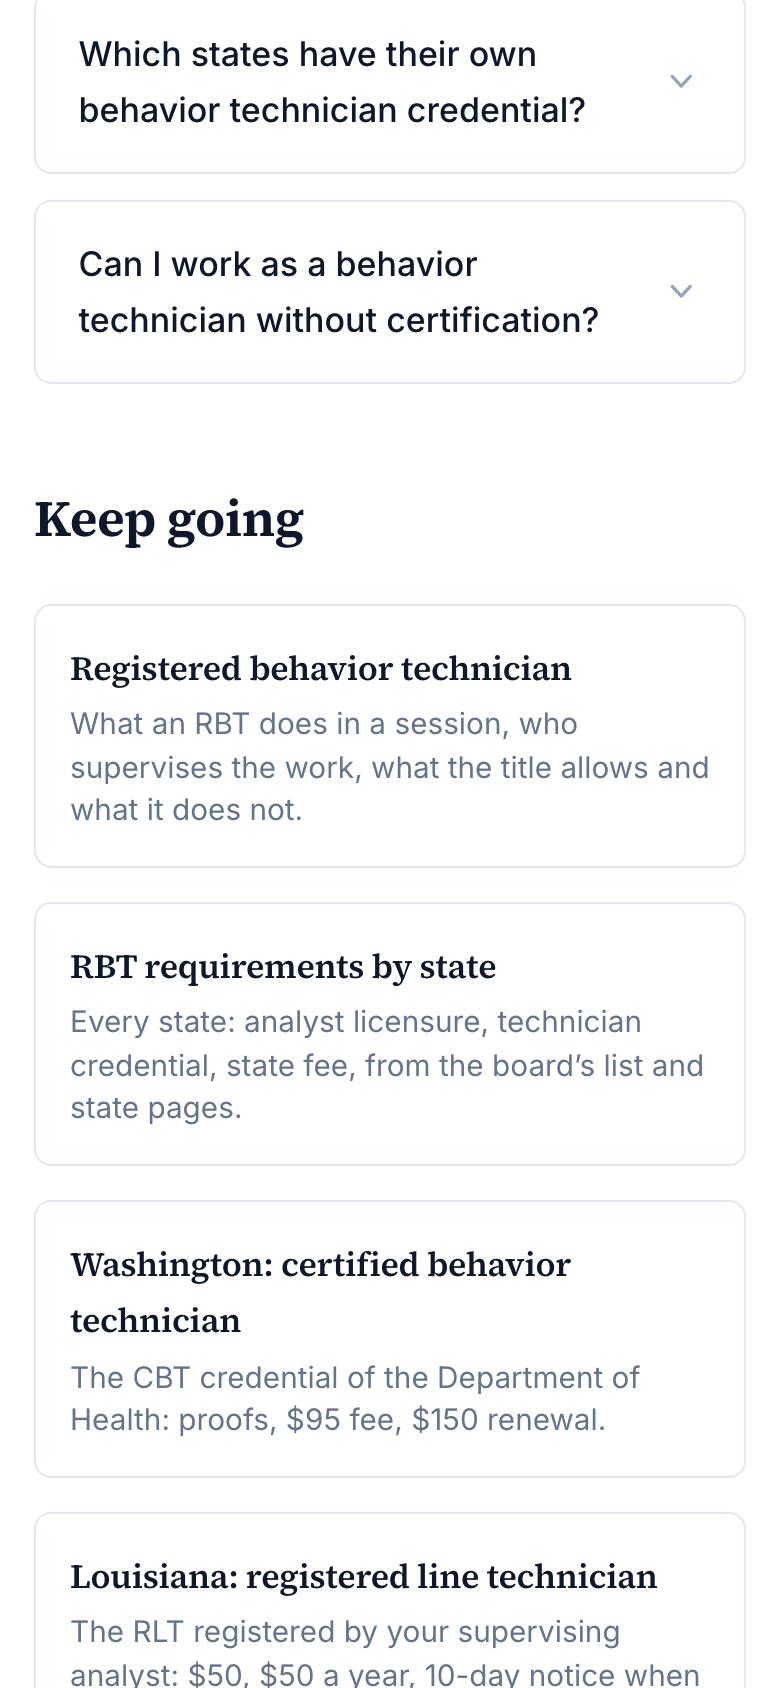 Which states have their own
behavior technician credential?
Can I work as a behavior
technician without certification?
Keep going
Registered behavior technician
What an RBT does in a session, who
supervises the work, what the title allows and
what it does not.
RBT requirements by state
Every state: analyst licensure, technician
credential, state fee, from the board’s list and
state pages.
Washington: certified behavior
technician
The CBT credential of the Department of
Health: proofs, $95 fee, $150 renewal.
Louisiana: registered line technician
The RLT registered by your supervising
analyst: $50, $50 a year, 10-day notice when